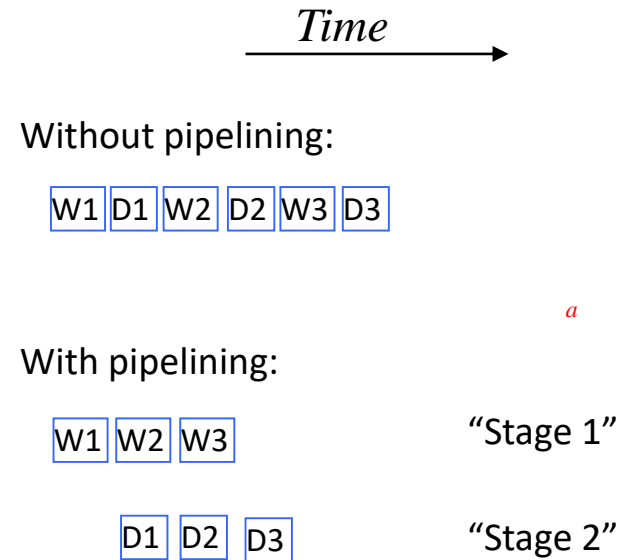 Time
Without pipelining:
W1 D1 W2 D2 W3 D3
a
With pipelining:
W1 W2 W3 “Stage 1”
D1 D2 D3 “Stage 2”